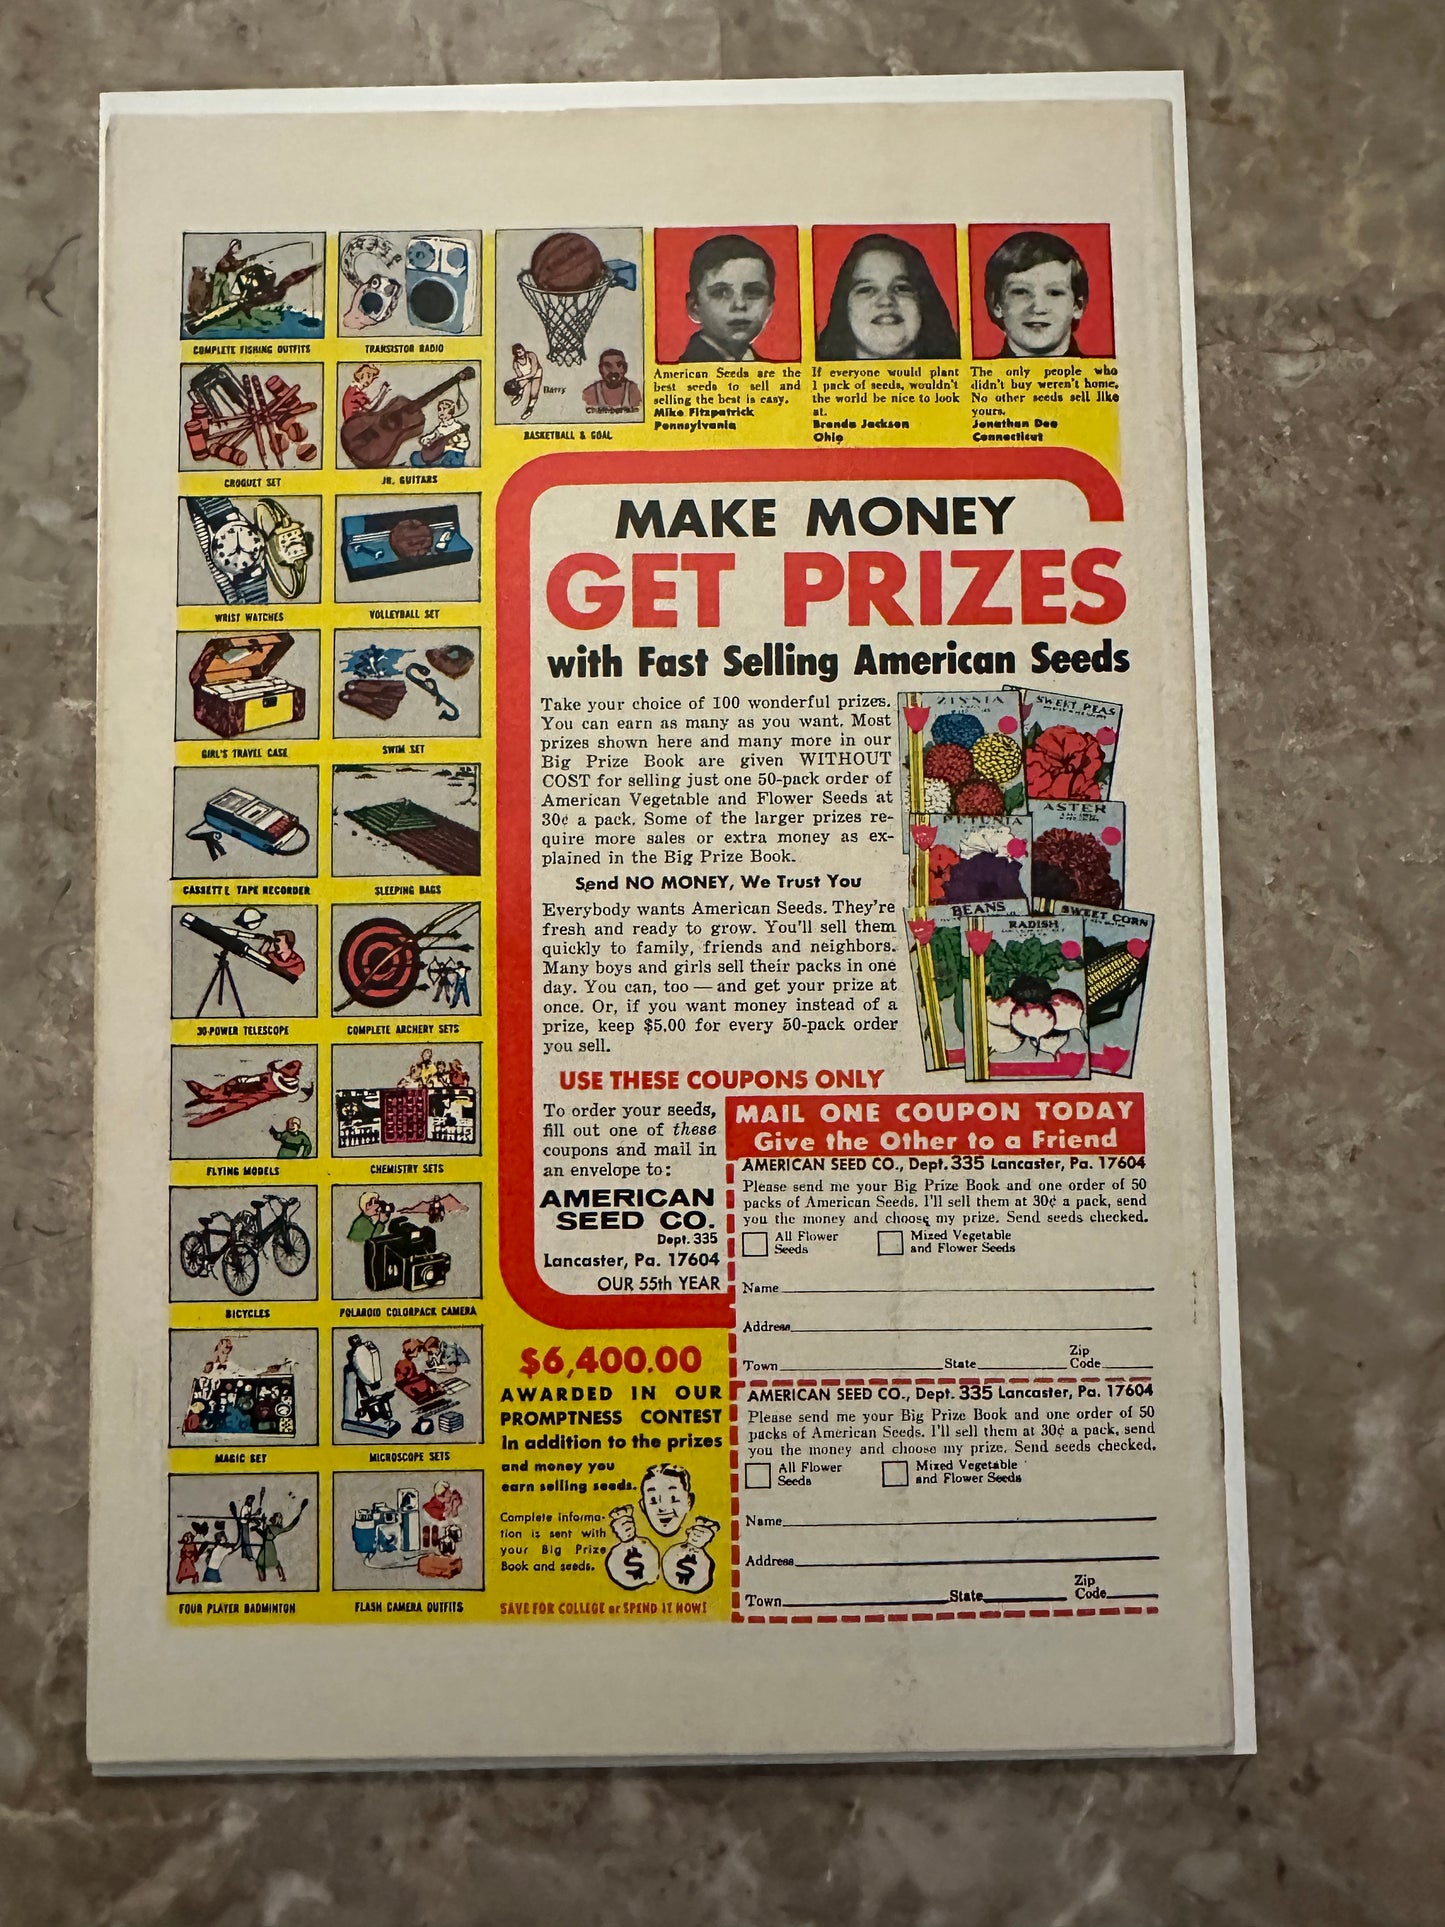 COMPLETE FISHING OUTFITS
TRANSISTOR RADIO
CROQUET SET
JR. GUITARS
WRIST WATCHES
VOLLEYBALL SET
GIRL'S TRAVEL CASE
SWIM SET
CASSETTE TAPE RECORDER
SLEEPING BAGS
30-POWER TELESCOPE
COMPLETE ARCHERY SETS
FLYING MODELS
CHEMISTRY SETS
BICYCLES
POLAROID COLORPACK CAMERA
MAGIC SET
MICROSCOPE SETS
FOUR PLAYER BADMINTON
FLASH CAMERA OUTFITS
Barry
Chamberlain
BASKETBALL & GOAL
American Seeds are the
best seeds to sell and
selling the best is easy.
Mike Fitzpatrick
Pennsylvania
If everyone would plant
1 pack of seeds, wouldn't
the world be nice to look
at.
Brenda Jackson
Ohio
The only people who
didn't buy weren't home.
No other seeds sell like
yours.
Jonathan Dee
Connecticut
MAKE MONEY
GET PRIZES
with Fast Selling American Seeds
Take your choice of 100 wonderful prizes.
You can earn as many as you want. Most
prizes shown here and many more in our
Big Prize Book are given WITHOUT
COST for selling just one 50-pack order of
American Vegetable and Flower Seeds at
30¢ a pack. Some of the larger prizes re-
quire more sales or extra money as ex-
plained in the Big Prize Book.
Send NO MONEY, We Trust You
Everybody wants American Seeds. They're
fresh and ready to grow. You'll sell them
quickly to family, friends and neighbors.
Many boys and girls sell their packs in one
day. You can, too — and get your prize at
once. Or, if you want money instead of a
prize, keep $5.00 for every 50-pack order
you sell.
ZINNIA
SWEET PEAS
PETUNIA
ASTER
BEANS
RADISH
SWEET CORN
USE THESE COUPONS ONLY
To order your seeds,
fill out one of these
coupons and mail in
an envelope to:
AMERICAN
SEED CO.
Dept. 335
Lancaster, Pa. 17604
OUR 55th YEAR
MAIL ONE COUPON TODAY
Give the Other to a Friend
AMERICAN SEED CO., Dept. 335 Lancaster, Pa. 17604
Please send me your Big Prize Book and one order of 50
packs of American Seeds. I'll sell them at 30¢ a pack, send
you the money and choose my prize. Send seeds checked.
All Flower
Seeds
Mixed Vegetable
and Flower Seeds
Name
Address
Town State Zip
Code
AMERICAN SEED CO., Dept. 335 Lancaster, Pa. 17604
Please send me your Big Prize Book and one order of 50
packs of American Seeds. I'll sell them at 30¢ a pack, send
you the money and choose my prize. Send seeds checked.
All Flower
Seeds
Mixed Vegetable
and Flower Seeds
Name
Address
Town State Zip
Code
$6,400.00
AWARDED IN OUR
PROMPTNESS CONTEST
In addition to the prizes
and money you
earn selling seeds.
Complete informa-
tion is sent with
your Big Prize
Book and seeds.
$ $
SAVE FOR COLLEGE or SPEND IT NOW!